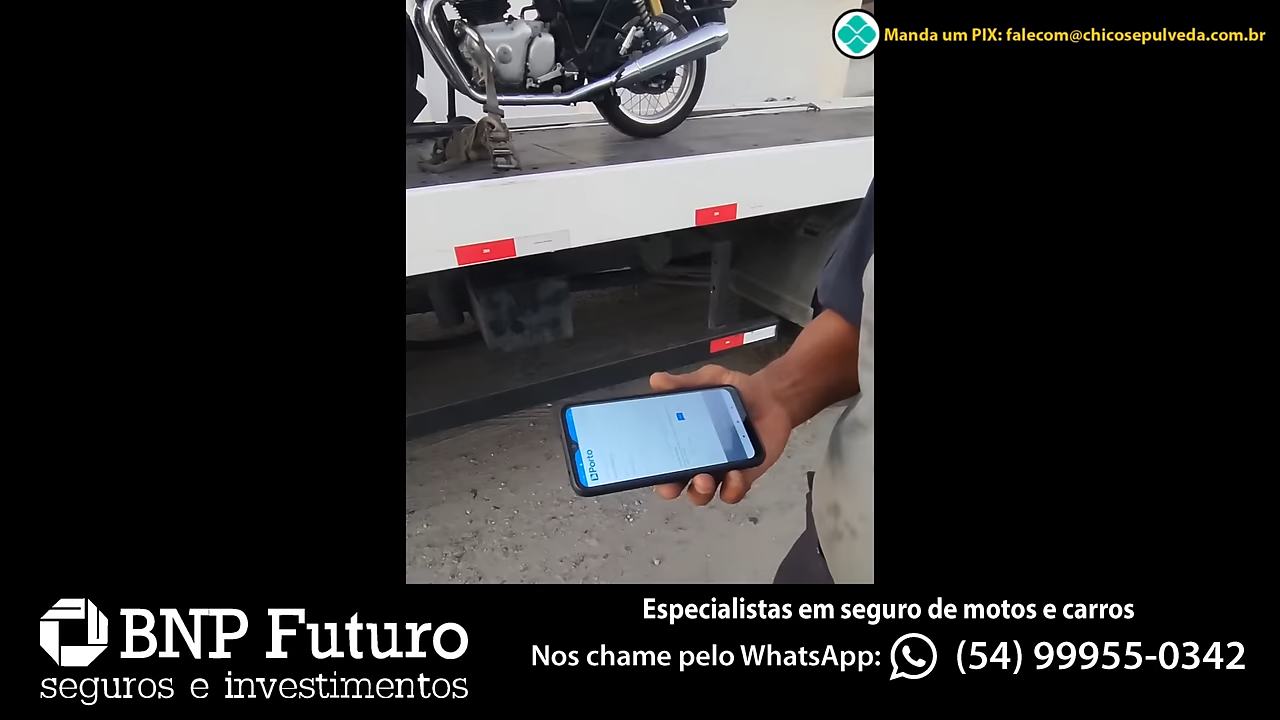 Manda um PIX: falecom@chicosepulveda.com.br
Porto
BNP Futuro
seguros e investimentos
Especialistas em seguro de motos e carros
Nos chame pelo WhatsApp: (54) 99955-0342